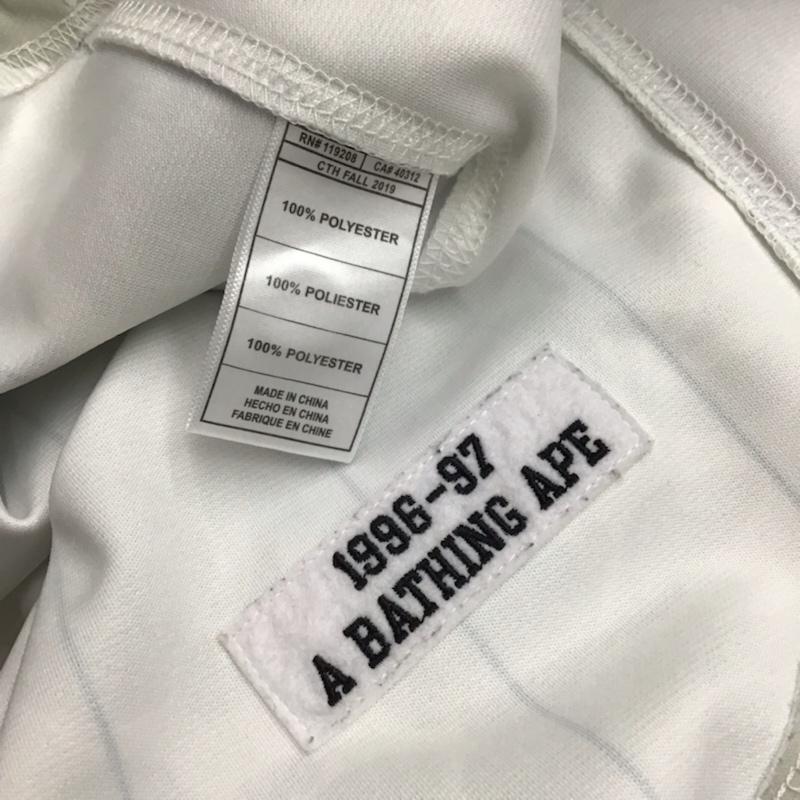 RN# 119208 CA# 40312
CTH FALL 2019
100% POLYESTER
100% POLIESTER
100% POLYESTER
MADE IN CHINA
HECHO EN CHINA
FABRIQUE EN CHINE
1996-97
A BATHING APE